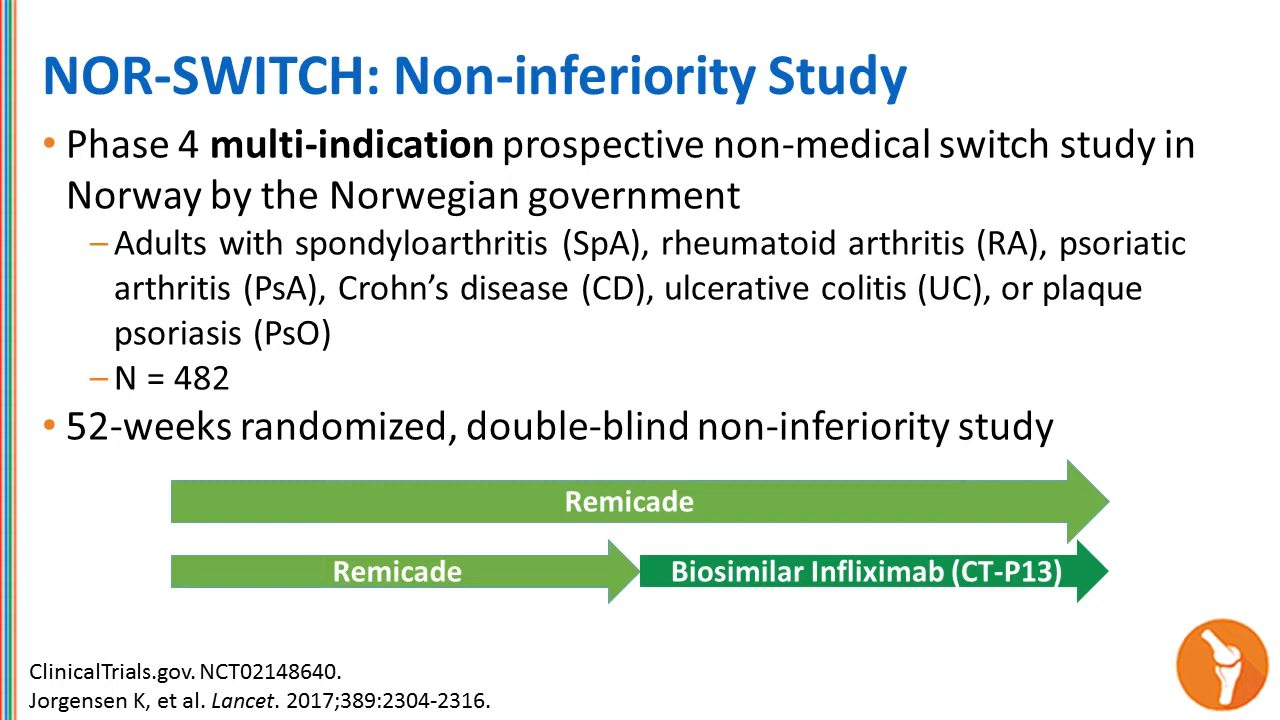 NOR-SWITCH: Non-inferiority Study
• Phase 4 multi-indication prospective non-medical switch study in
Norway by the Norwegian government
– Adults with spondyloarthritis (SpA), rheumatoid arthritis (RA), psoriatic
arthritis (PsA), Crohn’s disease (CD), ulcerative colitis (UC), or plaque
psoriasis (PsO)
– N = 482
• 52-weeks randomized, double-blind non-inferiority study
Remicade
Remicade
Biosimilar Infliximab (CT-P13)
ClinicalTrials.gov. NCT02148640.
Jorgensen K, et al. Lancet. 2017;389:2304-2316.